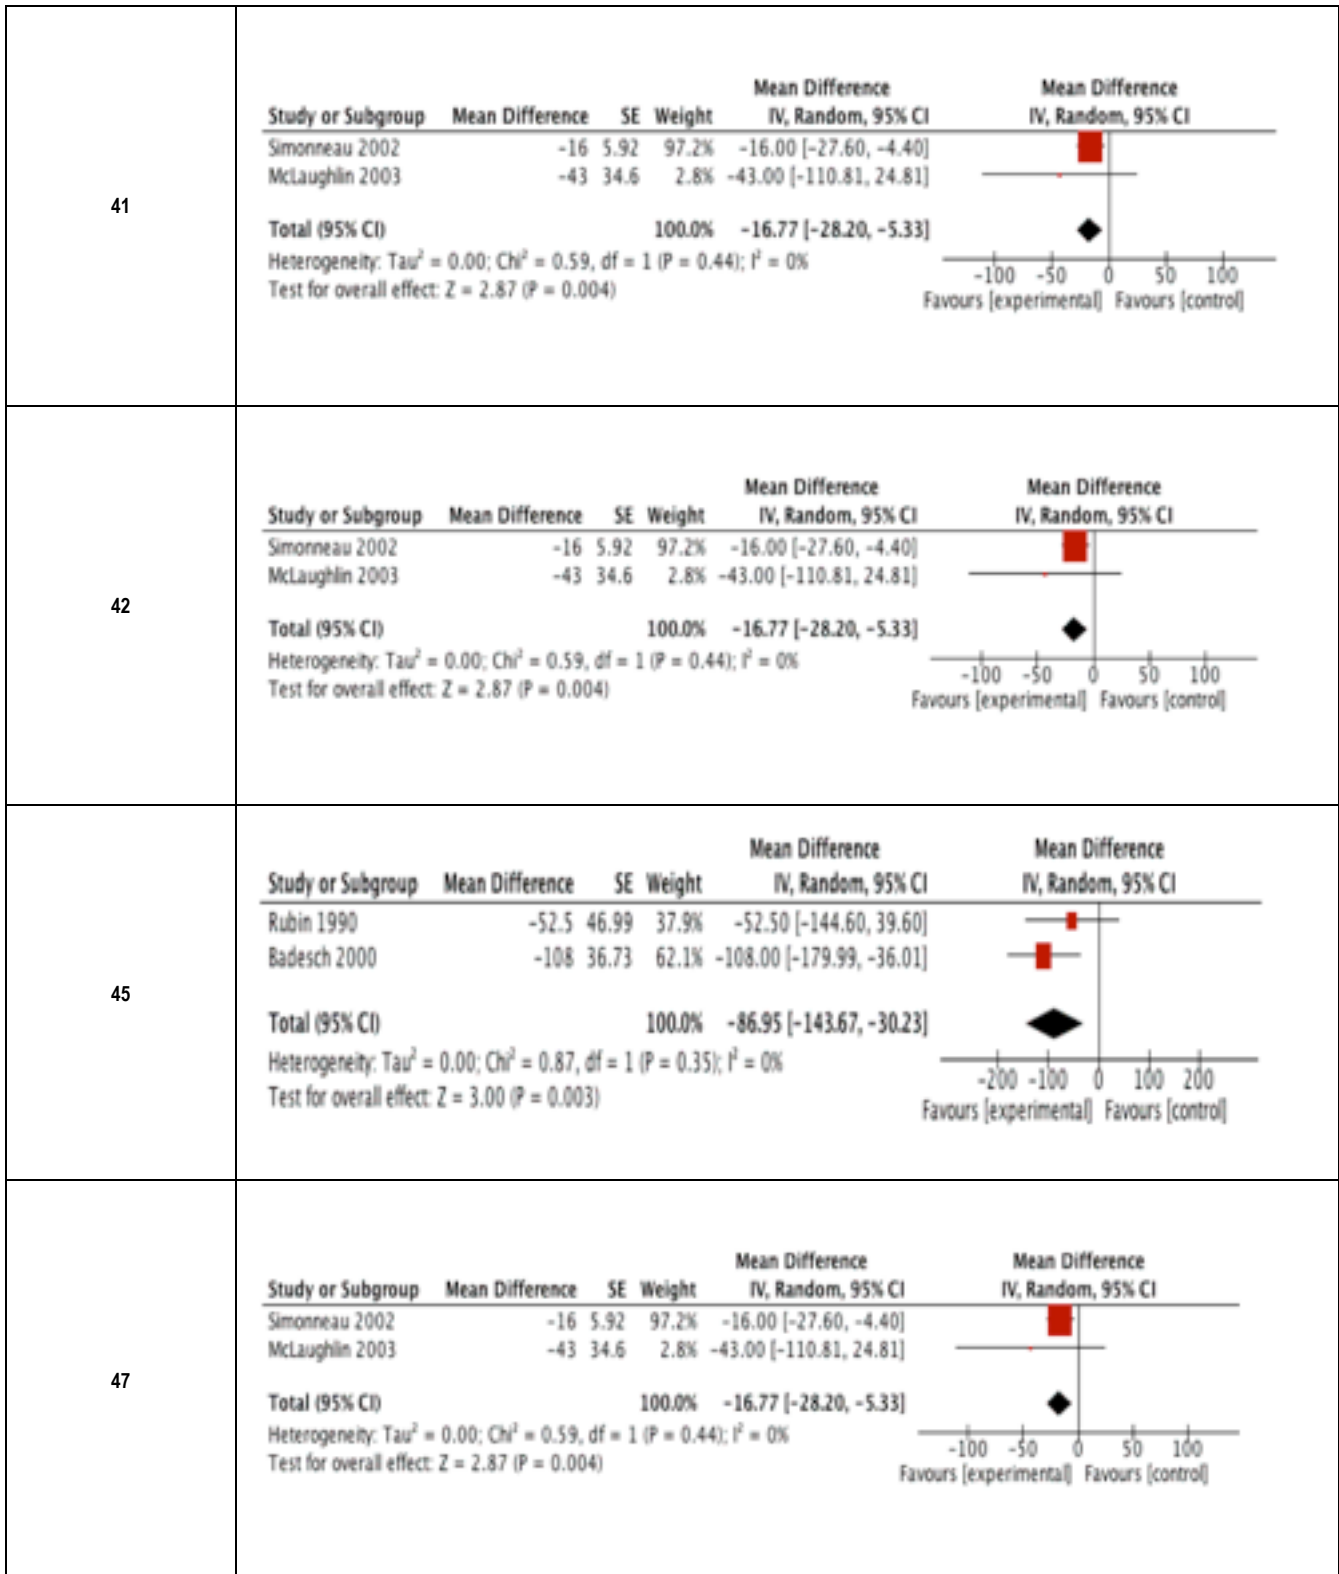 41
Mean Difference Mean Difference
Study or Subgroup Mean Difference SE Weight IV, Random, 95% CI IV, Random, 95% CI
Simonneau 2002 -16 5.92 97.2% -16.00 [-27.60, -4.40]
McLaughlin 2003 -43 34.6 2.8% -43.00 [-110.81, 24.81]
Total (95% CI) 100.0% -16.77 [-28.20, -5.33]
Heterogeneity: Tau² = 0.00; Chi² = 0.59, df = 1 (P = 0.44); I² = 0%
Test for overall effect: Z = 2.87 (P = 0.004)
-100 -50 0 50 100
Favours [experimental] Favours [control]
42
Mean Difference Mean Difference
Study or Subgroup Mean Difference SE Weight IV, Random, 95% CI IV, Random, 95% CI
Simonneau 2002 -16 5.92 97.2% -16.00 [-27.60, -4.40]
McLaughlin 2003 -43 34.6 2.8% -43.00 [-110.81, 24.81]
Total (95% CI) 100.0% -16.77 [-28.20, -5.33]
Heterogeneity: Tau² = 0.00; Chi² = 0.59, df = 1 (P = 0.44); I² = 0%
Test for overall effect: Z = 2.87 (P = 0.004)
-100 -50 0 50 100
Favours [experimental] Favours [control]
45
Mean Difference Mean Difference
Study or Subgroup Mean Difference SE Weight IV, Random, 95% CI IV, Random, 95% CI
Rubin 1990 -52.5 46.99 37.9% -52.50 [-144.60, 39.60]
Badesch 2000 -108 36.73 62.1% -108.00 [-179.99, -36.01]
Total (95% CI) 100.0% -86.95 [-143.67, -30.23]
Heterogeneity: Tau² = 0.00; Chi² = 0.87, df = 1 (P = 0.35); I² = 0%
Test for overall effect: Z = 3.00 (P = 0.003)
-200 -100 0 100 200
Favours [experimental] Favours [control]
47
Mean Difference Mean Difference
Study or Subgroup Mean Difference SE Weight IV, Random, 95% CI IV, Random, 95% CI
Simonneau 2002 -16 5.92 97.2% -16.00 [-27.60, -4.40]
McLaughlin 2003 -43 34.6 2.8% -43.00 [-110.81, 24.81]
Total (95% CI) 100.0% -16.77 [-28.20, -5.33]
Heterogeneity: Tau² = 0.00; Chi² = 0.59, df = 1 (P = 0.44); I² = 0%
Test for overall effect: Z = 2.87 (P = 0.004)
-100 -50 0 50 100
Favours [experimental] Favours [control]